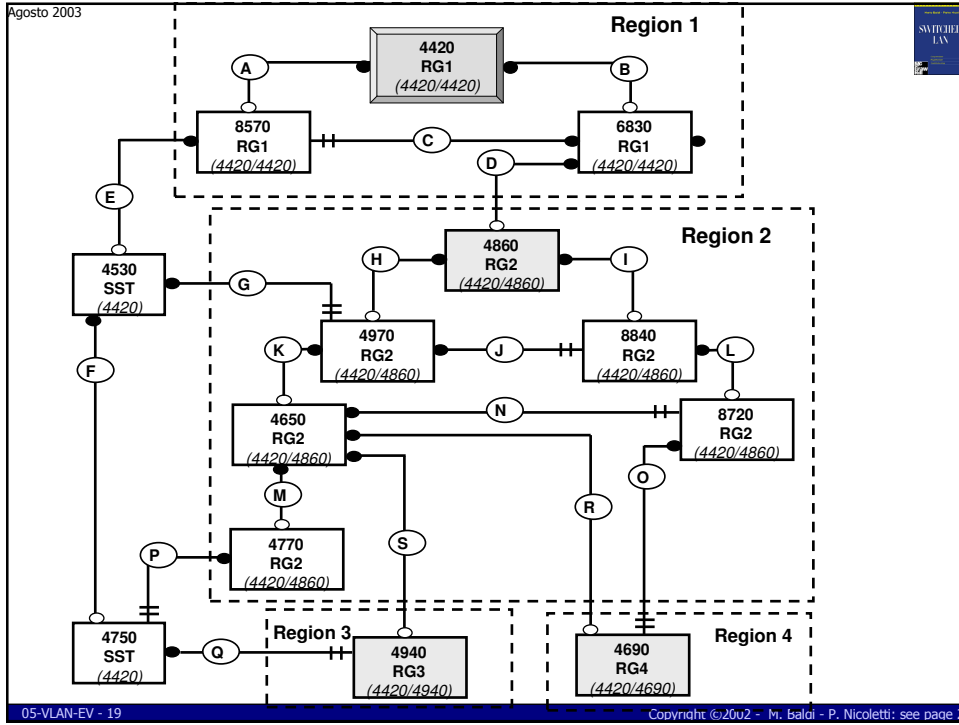 Agosto 2003
Region 1
SWITCHED
LAN
4420
RG1
(4420/4420)
A
B
8570
RG1
(4420/4420)
C
6830
RG1
(4420/4420)
D
E
Region 2
4860
RG2
(4420/4860)
H
I
4530
SST
(4420)
G
4970
RG2
(4420/4860)
J
8840
RG2
(4420/4860)
K
L
F
4650
RG2
(4420/4860)
N
8720
RG2
(4420/4860)
M
O
R
S
P
4770
RG2
(4420/4860)
4750
SST
(4420)
Q
Region 3
4940
RG3
(4420/4940)
Region 4
4690
RG4
(4420/4690)
05-VLAN-EV - 19
Copyright ©2002 - M. Baldi - P. Nicoletti: see page